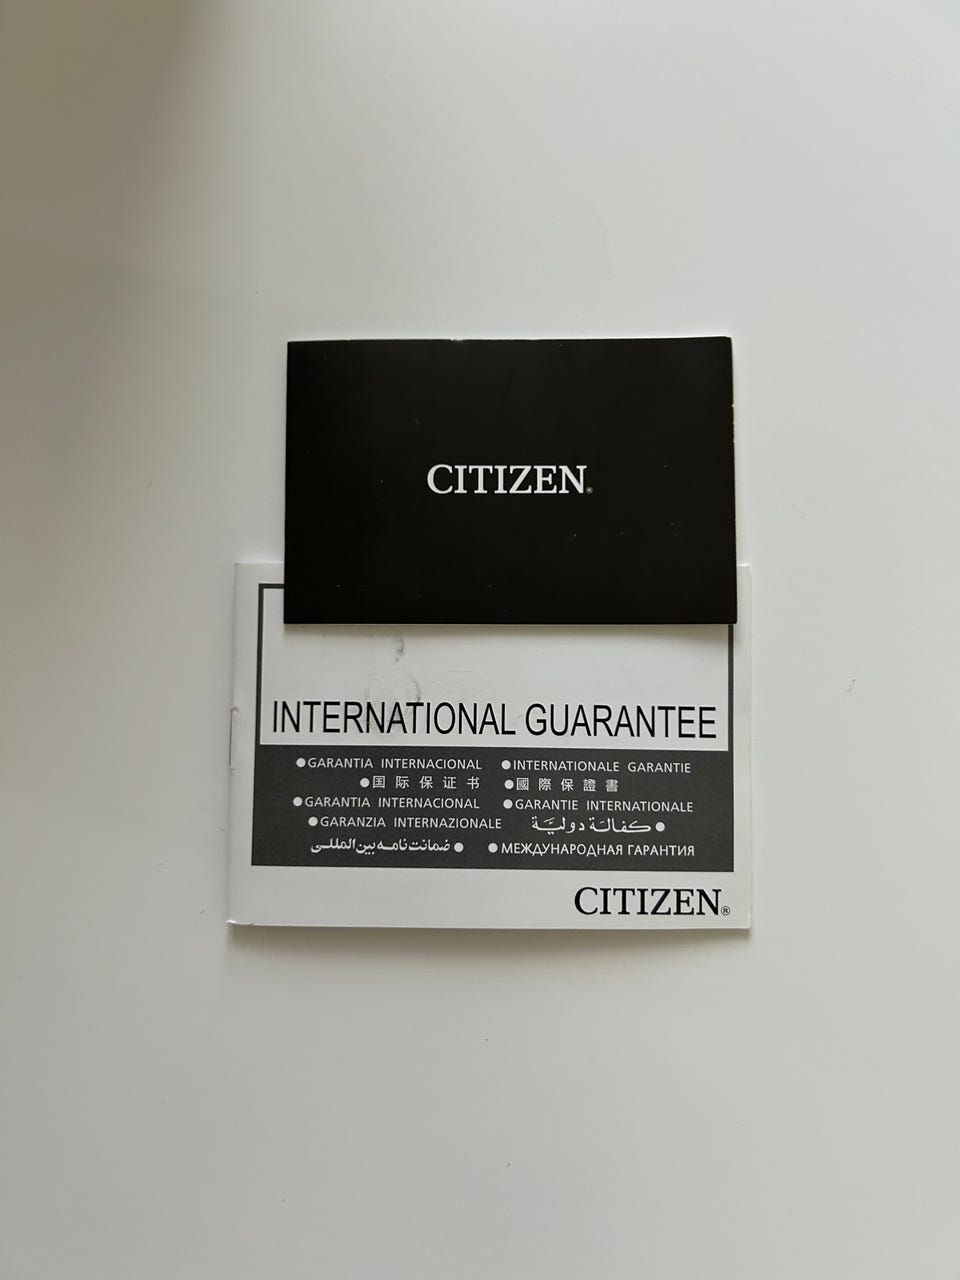 CITIZEN®
INTERNATIONAL GUARANTEE
●GARANTIA INTERNACIONAL ●INTERNATIONALE GARANTIE
●国际保证书 ●國際保證書
●GARANTIA INTERNACIONAL ●GARANTIE INTERNATIONALE
●GARANZIA INTERNAZIONALE ●كفالة دولية
●ضمانت نامه بين المللى ●МЕЖДУНАРОДНАЯ ГАРАНТИЯ
CITIZEN®